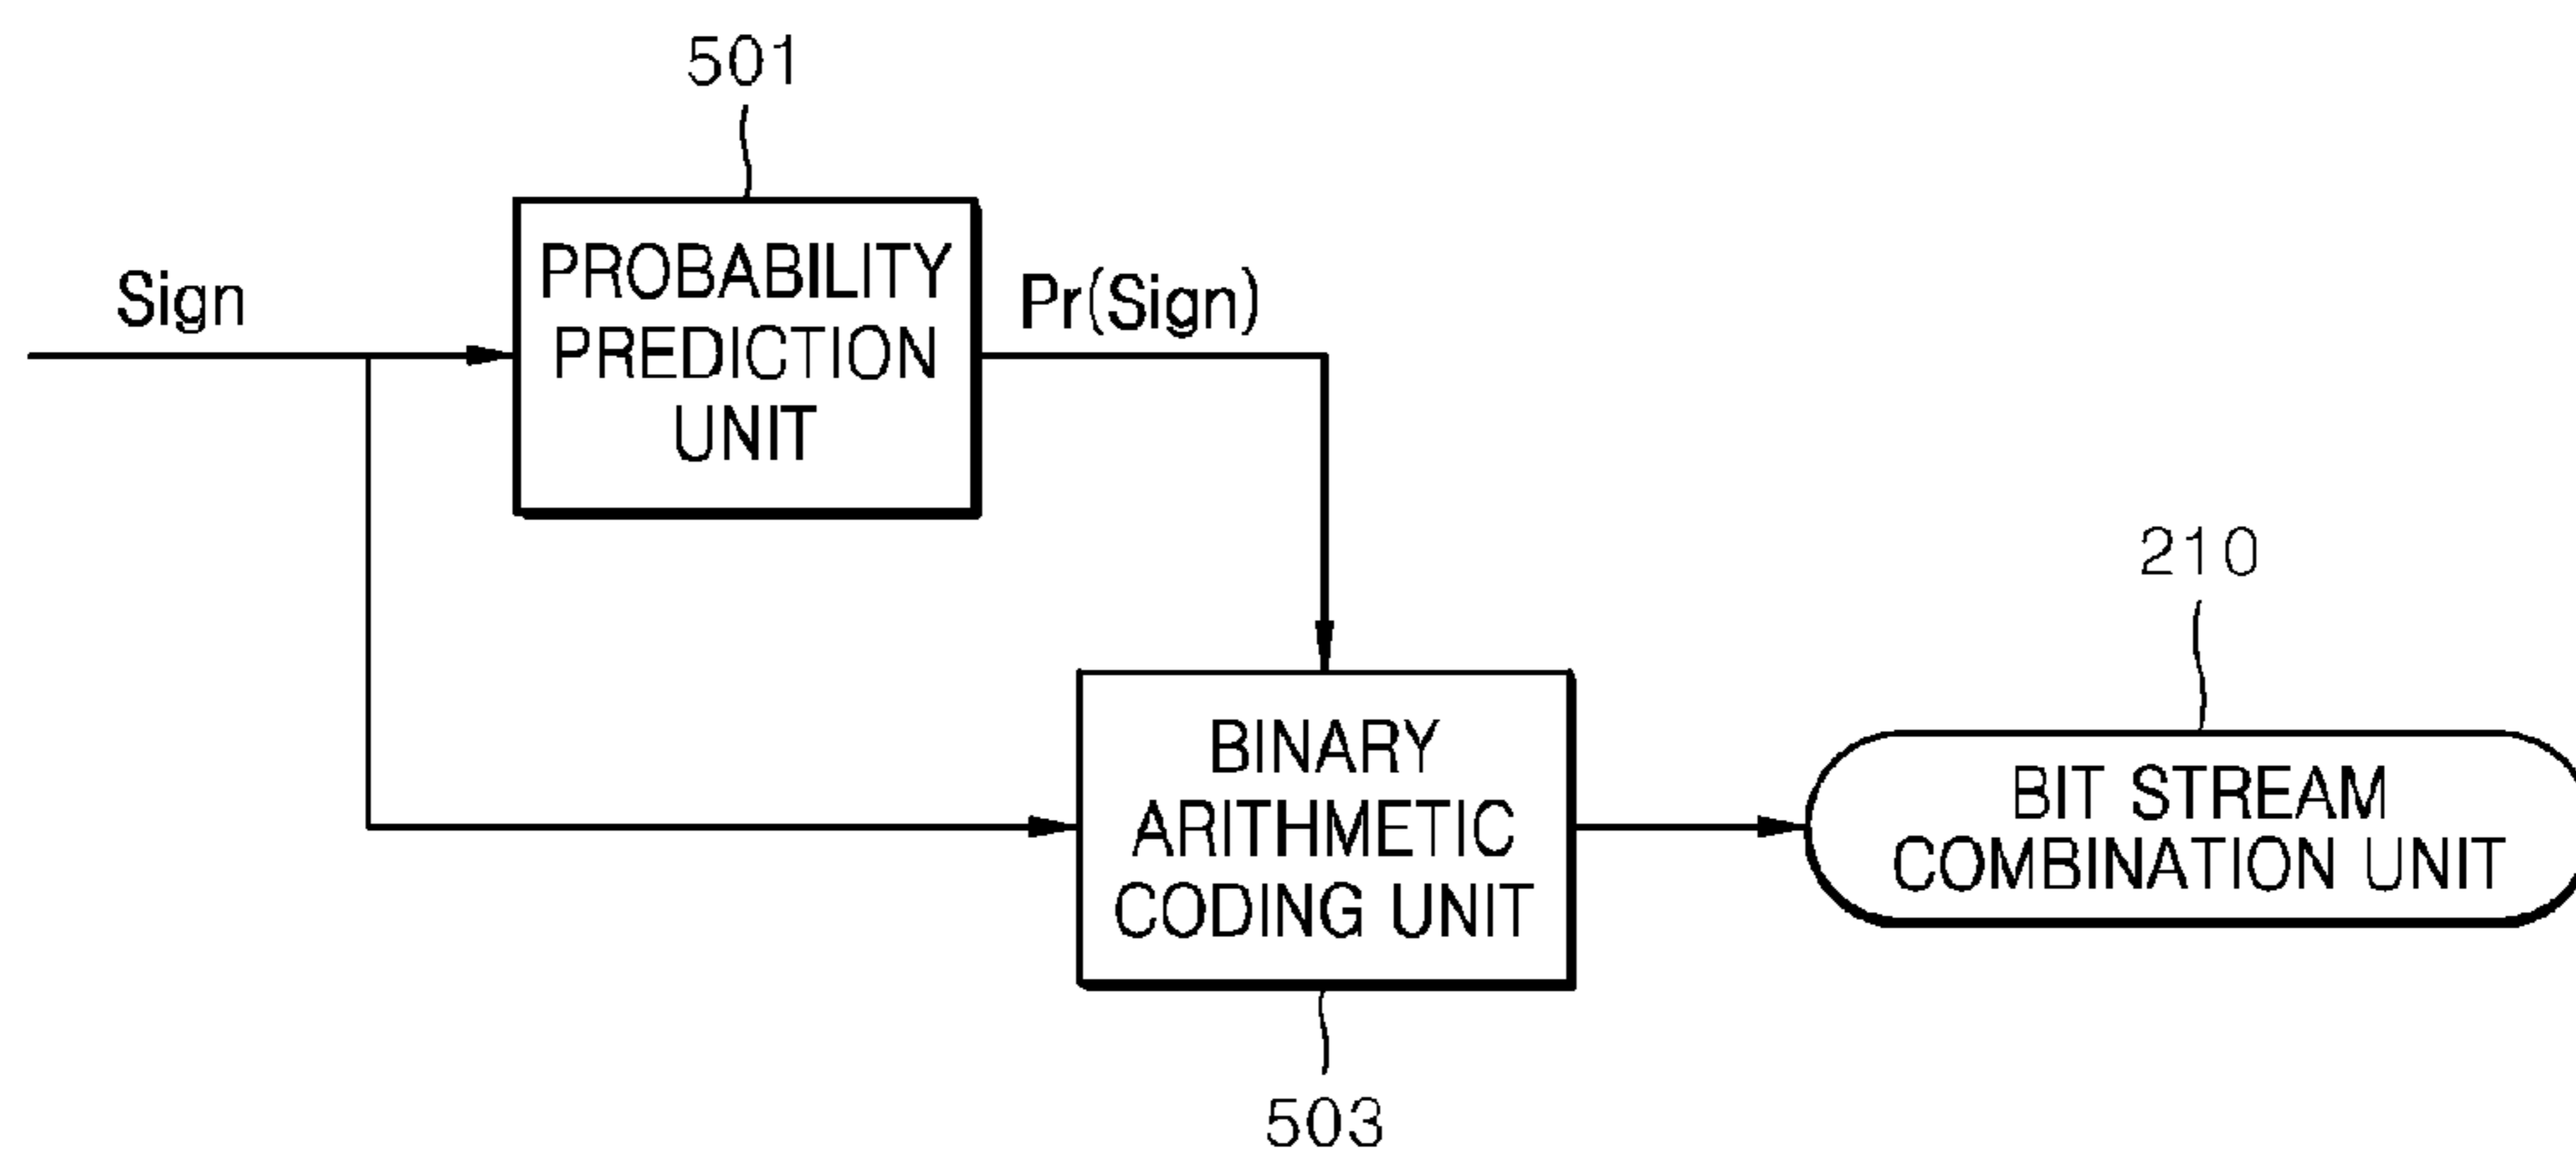 501
PROBABILITY
PREDICTION
UNIT
Sign
Pr(Sign)
210
BINARY
ARITHMETIC
CODING UNIT
BIT STREAM
COMBINATION UNIT
503